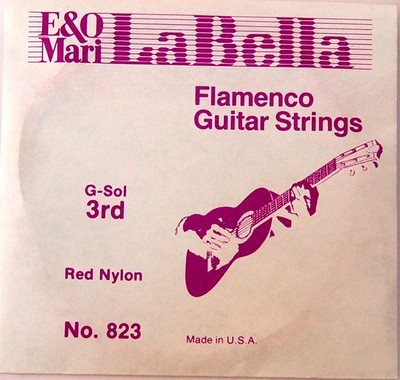 E&O
Mari
LaBella
Flamenco
Guitar Strings
G-Sol
3rd
Red Nylon
No. 823
Made in U.S.A.